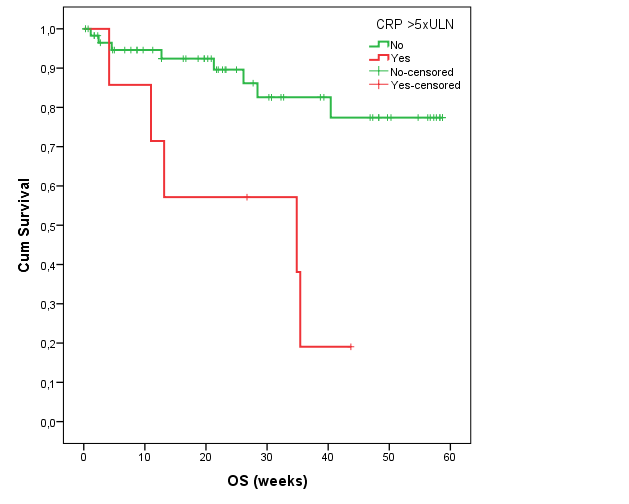 CRP >5xULN
No
Yes
No-censored
Yes-censored
1,0
0,9
0,8
0,7
0,6
0,5
0,4
0,3
0,2
0,1
0,0
Cum Survival
0 10 20 30 40 50 60
OS (weeks)